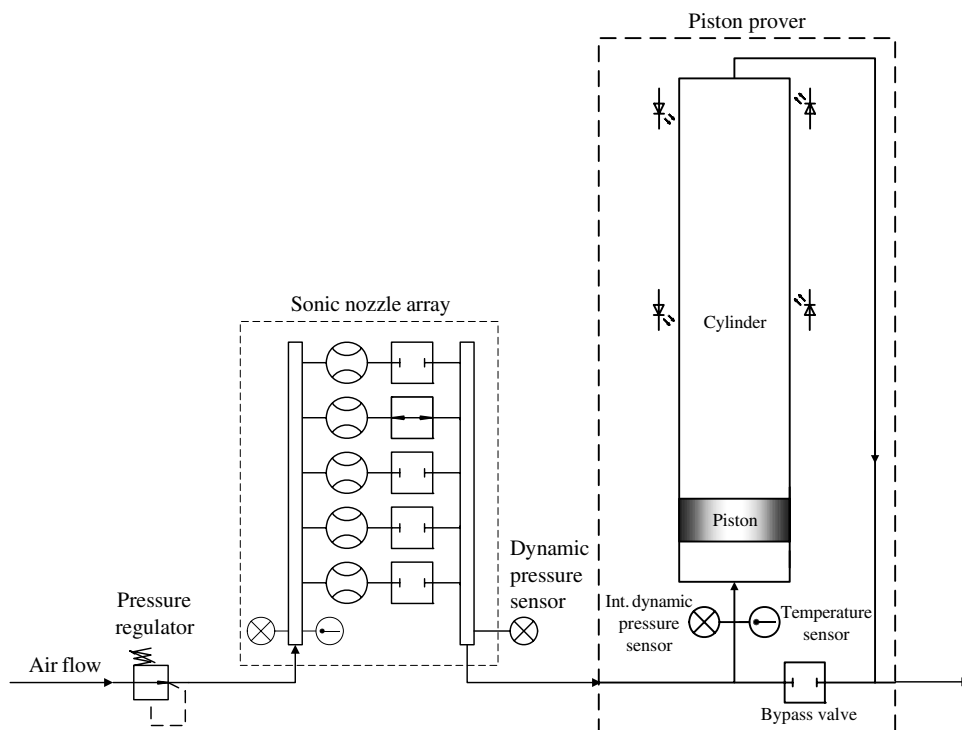 Piston prover
Sonic nozzle array
Cylinder
Piston
Dynamic
pressure
sensor
Int. dynamic
pressure
sensor
Temperature
sensor
Pressure
regulator
Air flow
Bypass valve